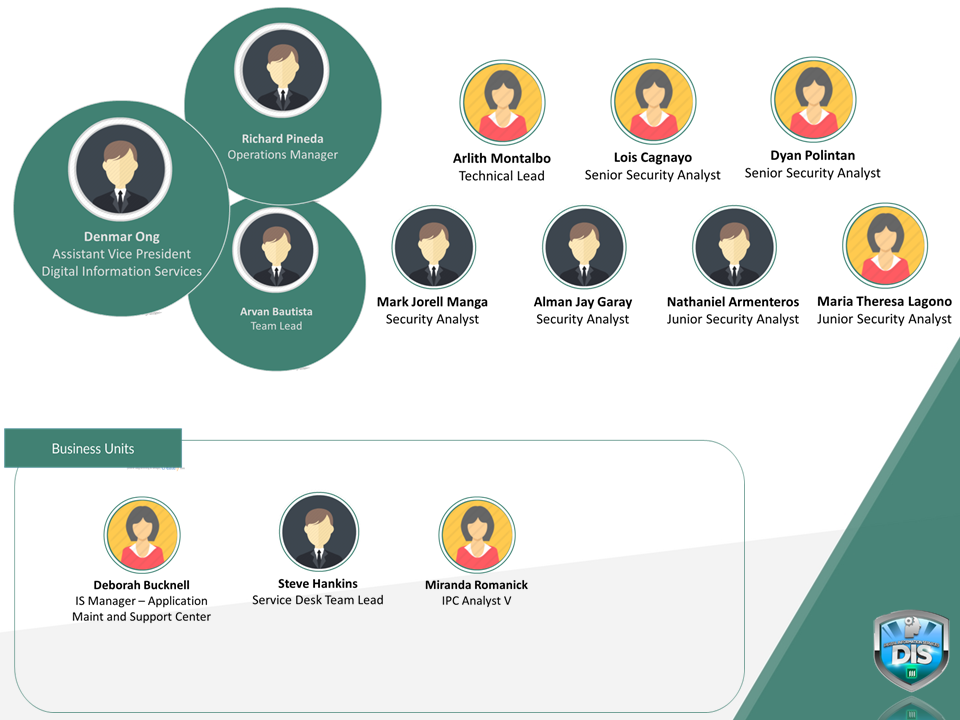 Richard Pineda
Operations Manager
Denmar Ong
Assistant Vice President
Digital Information Services
Arvan Bautista
Team Lead
Arlith Montalbo
Technical Lead
Lois Cagnayo
Senior Security Analyst
Dyan Polintan
Senior Security Analyst
Mark Jorell Manga
Security Analyst
Alman Jay Garay
Security Analyst
Nathaniel Armenteros
Junior Security Analyst
Maria Theresa Lagono
Junior Security Analyst
Business Units
Deborah Bucknell
IS Manager – Application
Maint and Support Center
Steve Hankins
Service Desk Team Lead
Miranda Romanick
IPC Analyst V
DIS